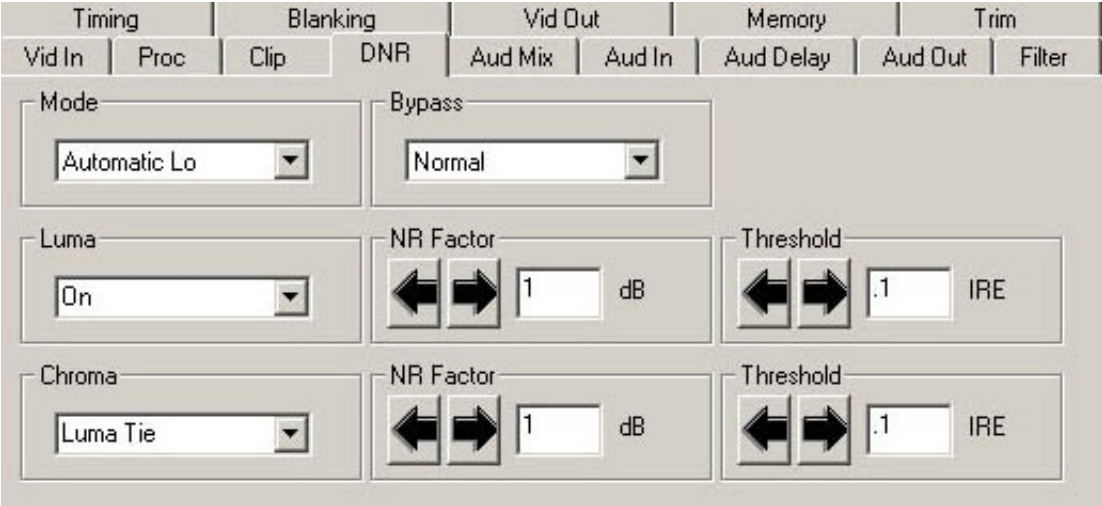 Timing Blanking Vid Out Memory Trim
Vid In Proc Clip DNR Aud Mix Aud In Aud Delay Aud Out Filter
Mode Bypass
Automatic Lo Normal
Luma NR Factor Threshold
On 1 dB .1 IRE
Chroma NR Factor Threshold
Luma Tie 1 dB .1 IRE